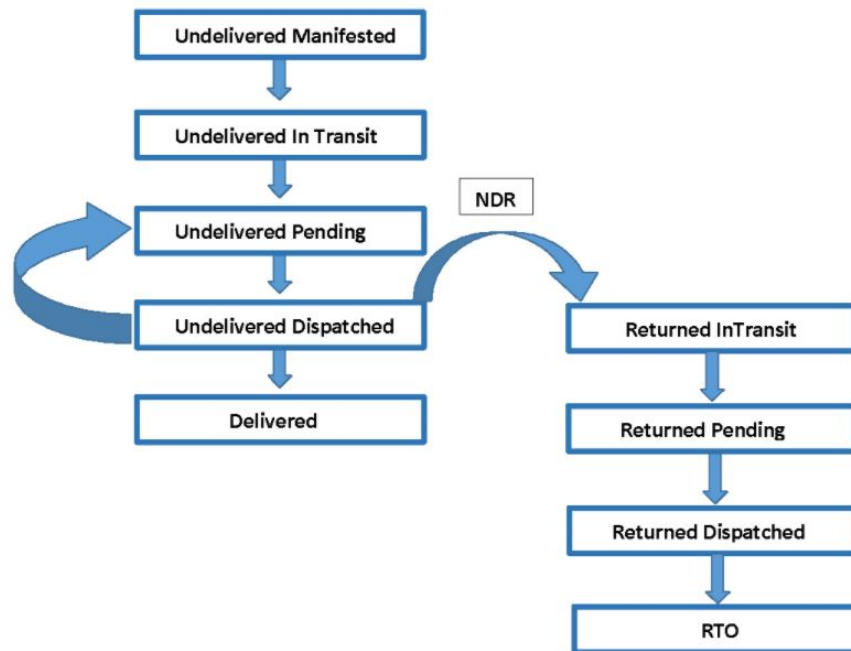 Undelivered Manifested
Undelivered In Transit
NDR
Undelivered Pending
Undelivered Dispatched
Delivered
Returned InTransit
Returned Pending
Returned Dispatched
RTO